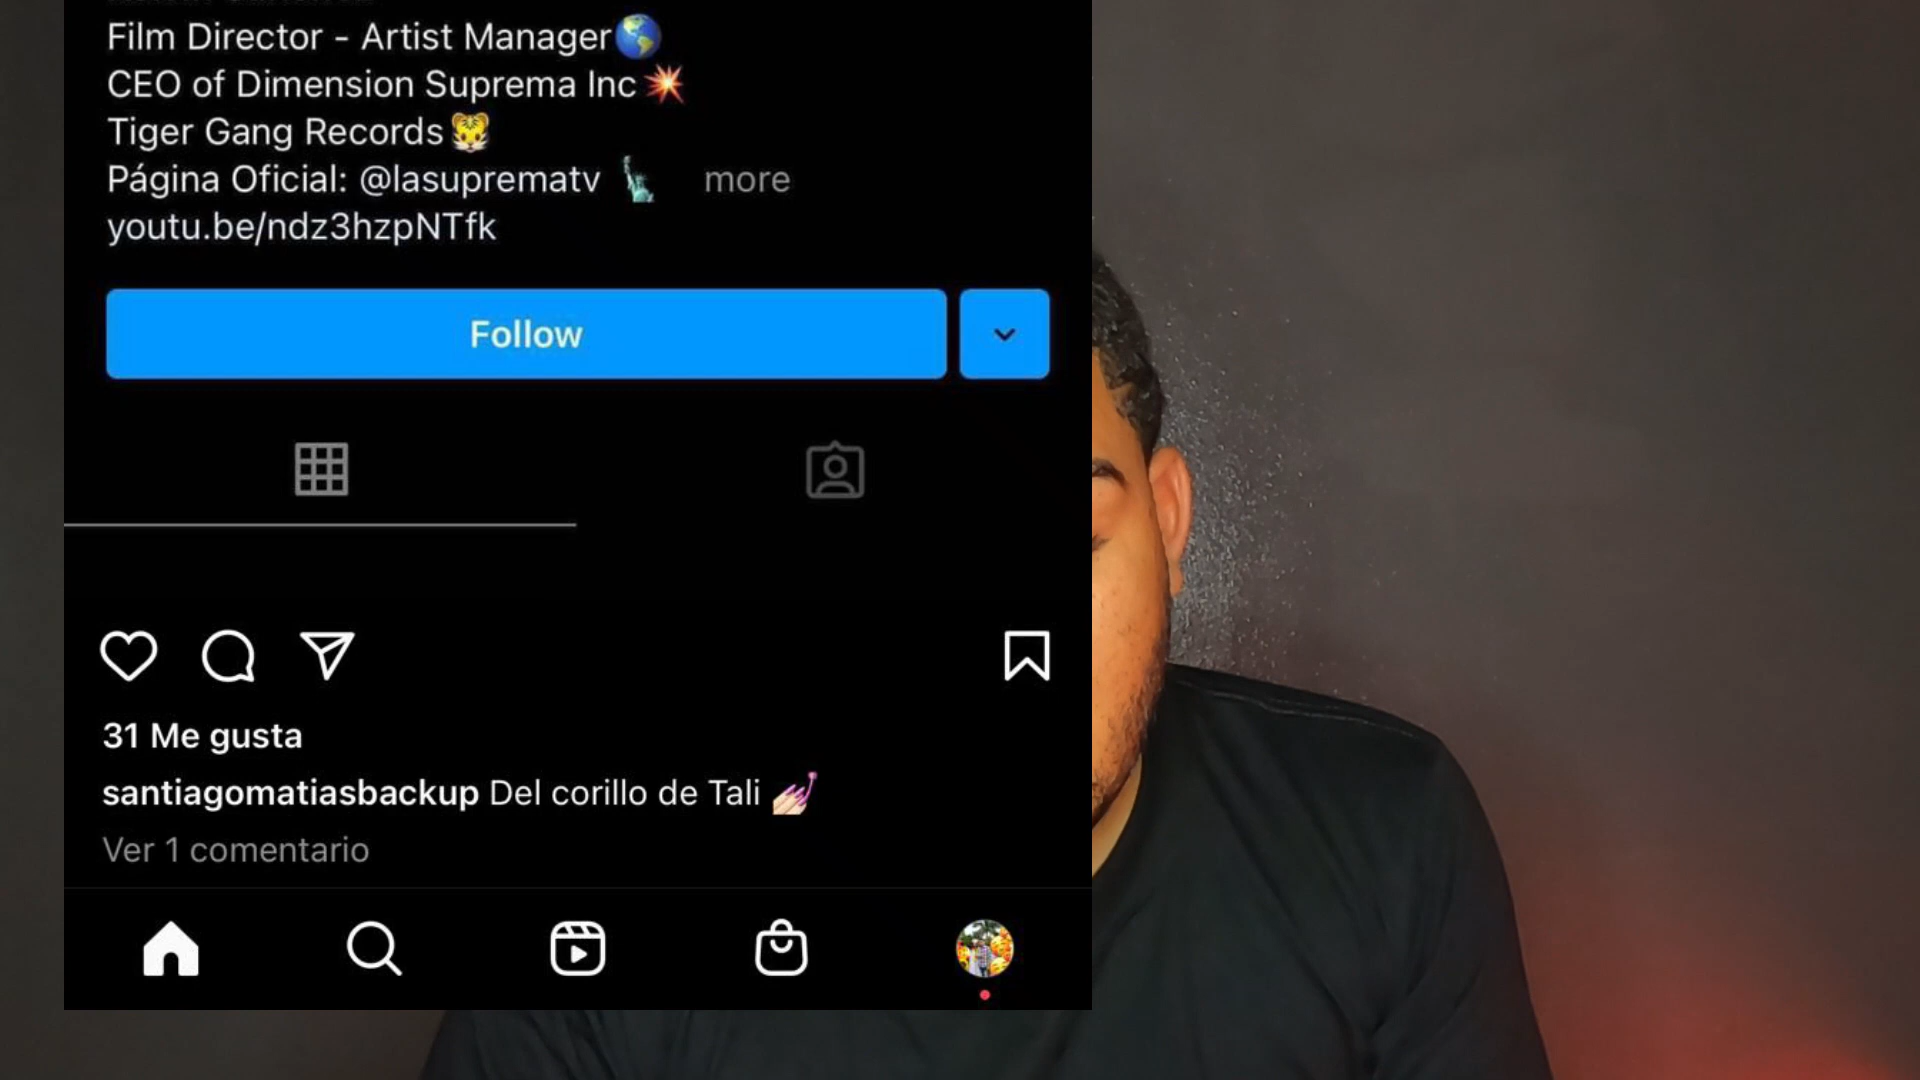 Film Director - Artist Manager🌎
CEO of Dimension Suprema Inc💥
Tiger Gang Records🐯
Página Oficial: @lasuprematv 🗽 more
youtu.be/ndz3hzpNTfk
Follow
31 Me gusta
santiagomatiasbackup Del corillo de Tali 💅🏻
Ver 1 comentario